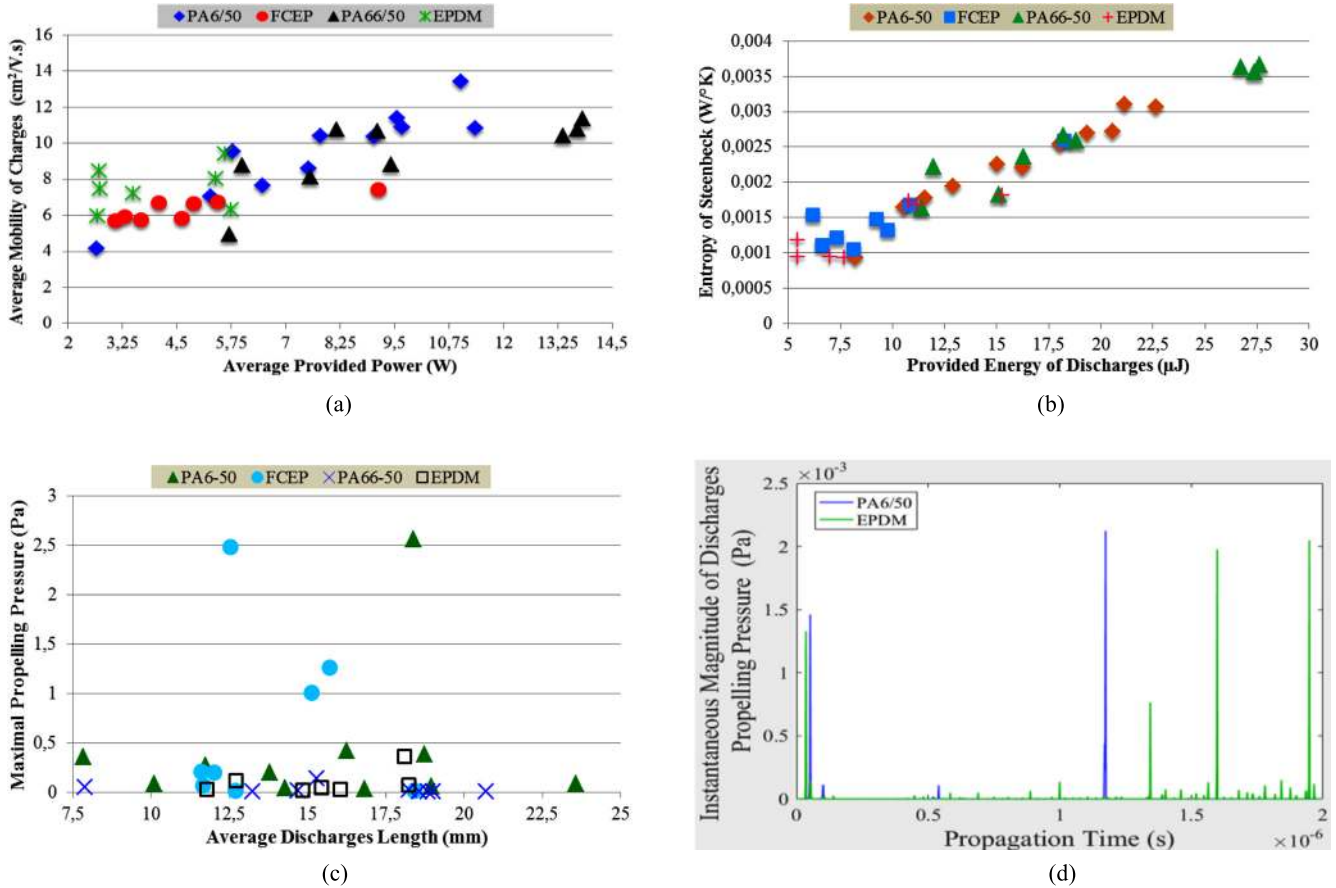 PA6/50 FCEP PA66/50 EPDM
Average Mobility of Charges (cm²/V.s)
16
14
12
10
8
6
4
2
0
2 3,25 4,5 5,75 7 8,25 9,5 10,75 12 13,25 14,5
Average Provided Power (W)
(a)
PA6-50 FCEP PA66-50 EPDM
Entropy of Steenbeck (W/°K)
0,004
0,0035
0,003
0,0025
0,002
0,0015
0,001
0,0005
0
5 7,5 10 12,5 15 17,5 20 22,5 25 27,5 30
Provided Energy of Discharges (μJ)
(b)
PA6-50 FCEP PA66-50 EPDM
Maximal Propelling Pressure (Pa)
3
2,5
2
1,5
1
0,5
0
7,5 10 12,5 15 17,5 20 22,5 25
Average Discharges Length (mm)
(c)
×10⁻³
Instantaneous Magnitude of Discharges
Propelling Pressure (Pa)
2.5
2
1.5
1
0.5
0
PA6/50
EPDM
0 0.5 1 1.5 2
Propagation Time (s)
×10⁻⁶
(d)